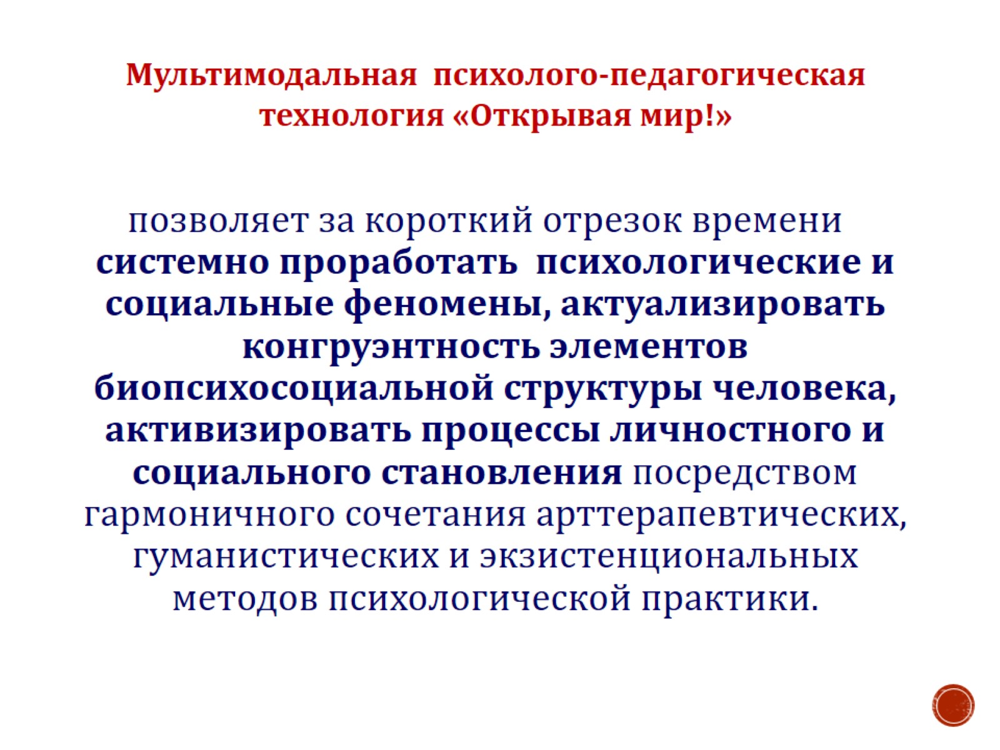 Мультимодальная психолого-педагогическая
технология «Открывая мир!»
позволяет за короткий отрезок времени
системно проработать психологические и
социальные феномены, актуализировать
конгруэнтность элементов
биопсихосоциальной структуры человека,
активизировать процессы личностного и
социального становления посредством
гармоничного сочетания арттерапевтических,
гуманистических и экзистенциональных
методов психологической практики.